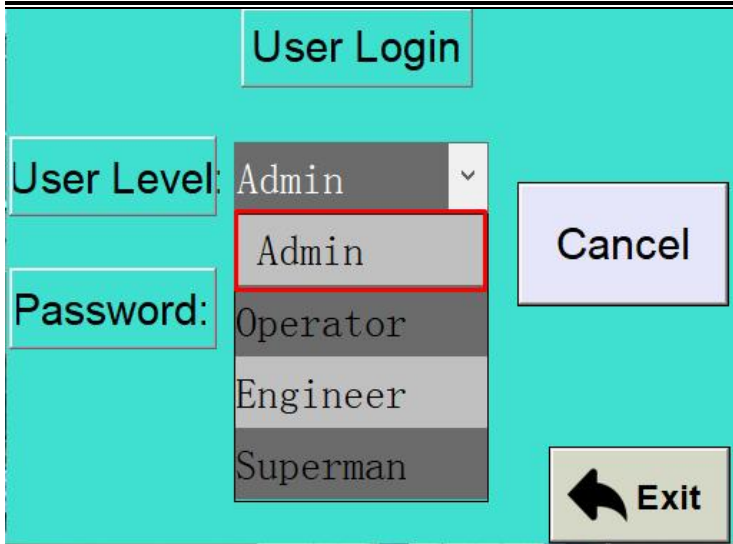 User Login
User Level:
Admin
Admin
Cancel
Password:
Operator
Engineer
Superman
Exit